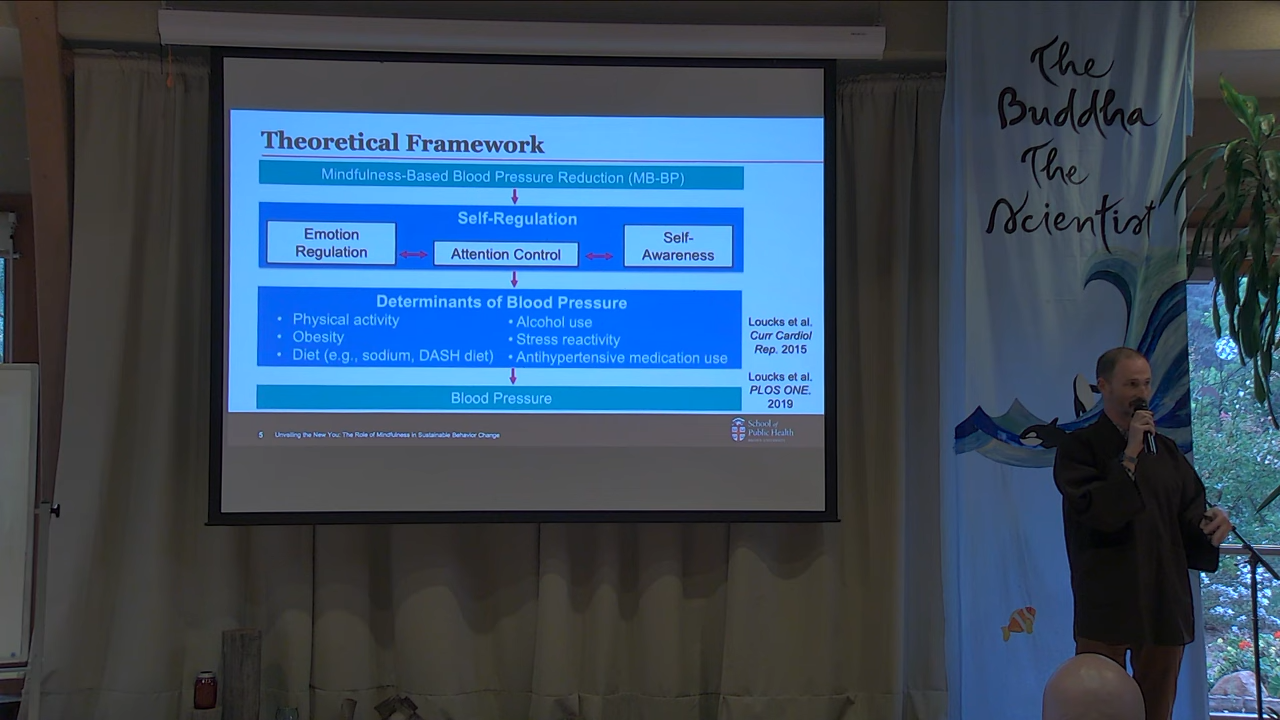 Theoretical Framework
Mindfulness-Based Blood Pressure Reduction (MB-BP)
Self-Regulation
Emotion
Regulation
Attention Control
Self-
Awareness
Determinants of Blood Pressure
• Physical activity
• Obesity
• Diet (e.g., sodium, DASH diet)
• Alcohol use
• Stress reactivity
• Antihypertensive medication use
Blood Pressure
Loucks et al.
Curr Cardiol
Rep. 2015
Loucks et al.
PLOS ONE.
2019
5 Unveiling the New You: The Role of Mindfulness in Sustainable Behavior Change
School of
Public Health
The
Buddha
The
Scientist